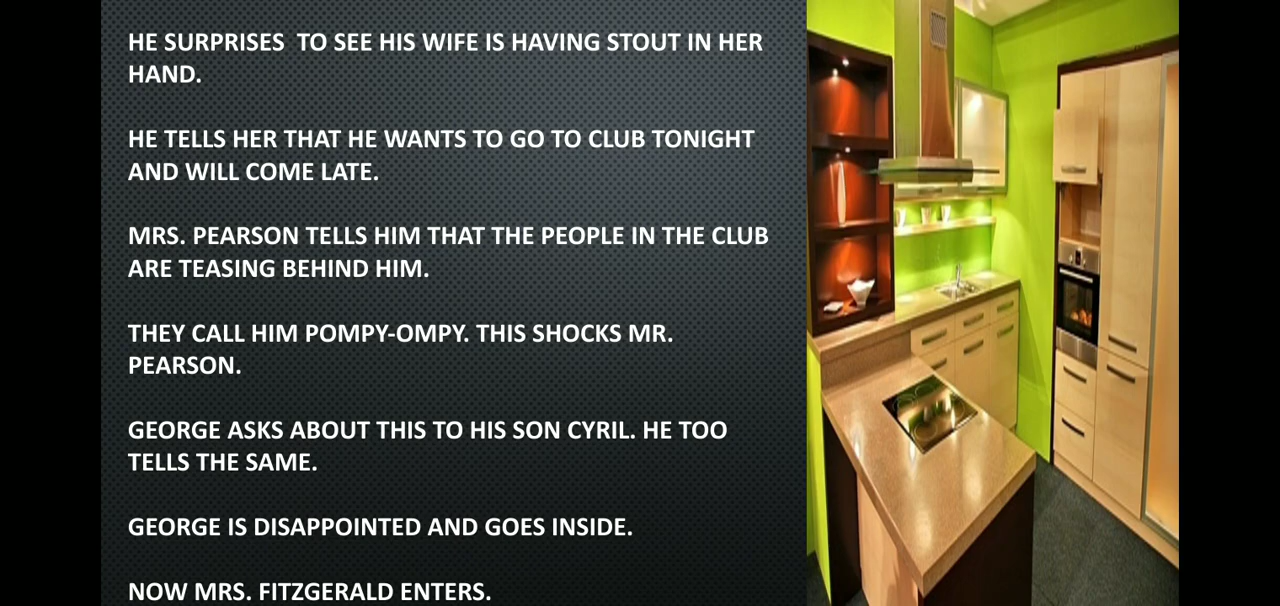 HE SURPRISES  TO SEE HIS WIFE IS HAVING STOUT IN HER
HAND.
HE TELLS HER THAT HE WANTS TO GO TO CLUB TONIGHT
AND WILL COME LATE.
MRS. PEARSON TELLS HIM THAT THE PEOPLE IN THE CLUB
ARE TEASING BEHIND HIM.
THEY CALL HIM POMPY-OMPY. THIS SHOCKS MR.
PEARSON.
GEORGE ASKS ABOUT THIS TO HIS SON CYRIL. HE TOO
TELLS THE SAME.
GEORGE IS DISAPPOINTED AND GOES INSIDE.
NOW MRS. FITZGERALD ENTERS.